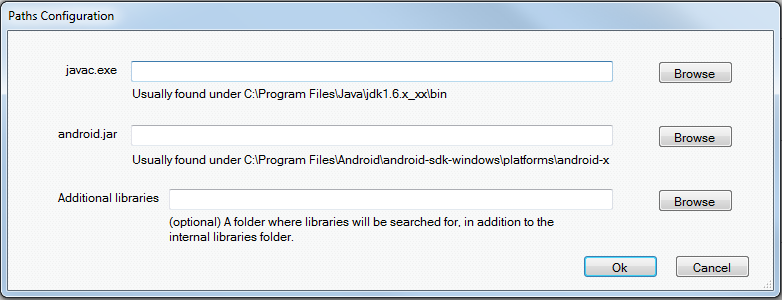 Paths Configuration
javac.exe
Browse
Usually found under C:\Program Files\Java\jdk1.6.x_xx\bin
android.jar
Browse
Usually found under C:\Program Files\Android\android-sdk-windows\platforms\android-x
Additional libraries
Browse
(optional) A folder where libraries will be searched for, in addition to the
internal libraries folder.
Ok
Cancel